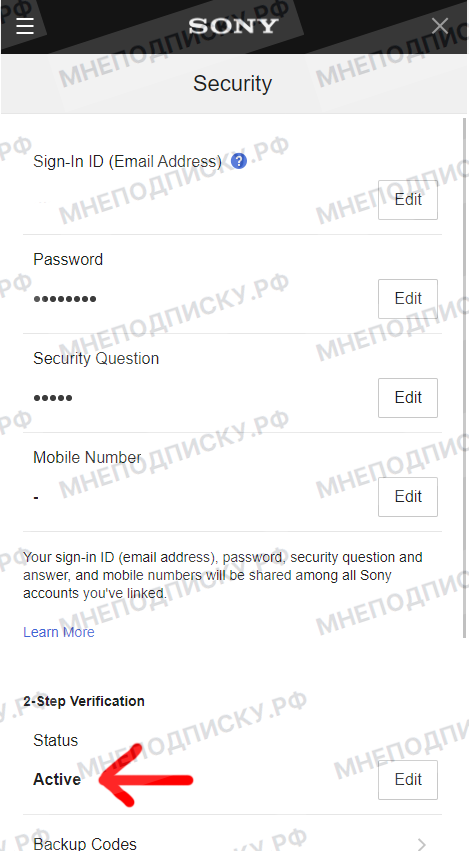 SONY
Security
Sign-In ID (Email Address) ?
Edit
Password
Edit
Security Question
Edit
Mobile Number
-
Edit
Your sign-in ID (email address), password, security question and
answer, and mobile numbers will be shared among all Sony
accounts you've linked.
Learn More
2-Step Verification
Status
Active
Edit
Backup Codes
МНЕПОДПИСКУ.РФ